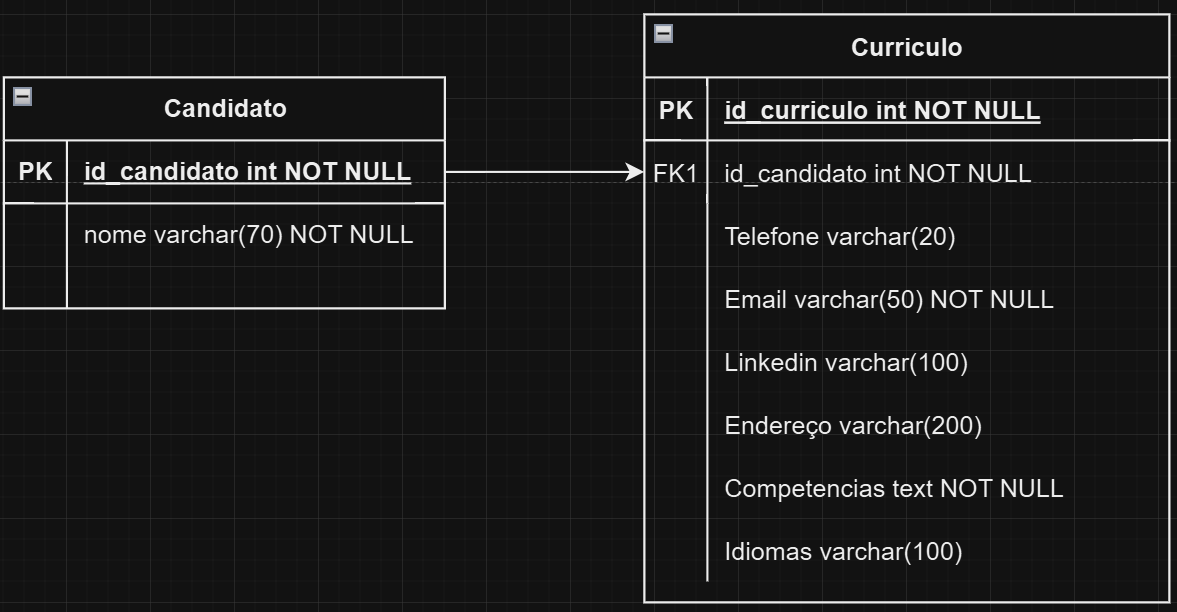 Candidato
PK id_candidato int NOT NULL
nome varchar(70) NOT NULL
Curriculo
PK id_curriculo int NOT NULL
FK1 id_candidato int NOT NULL
Telefone varchar(20)
Email varchar(50) NOT NULL
Linkedin varchar(100)
Endereço varchar(200)
Competencias text NOT NULL
Idiomas varchar(100)